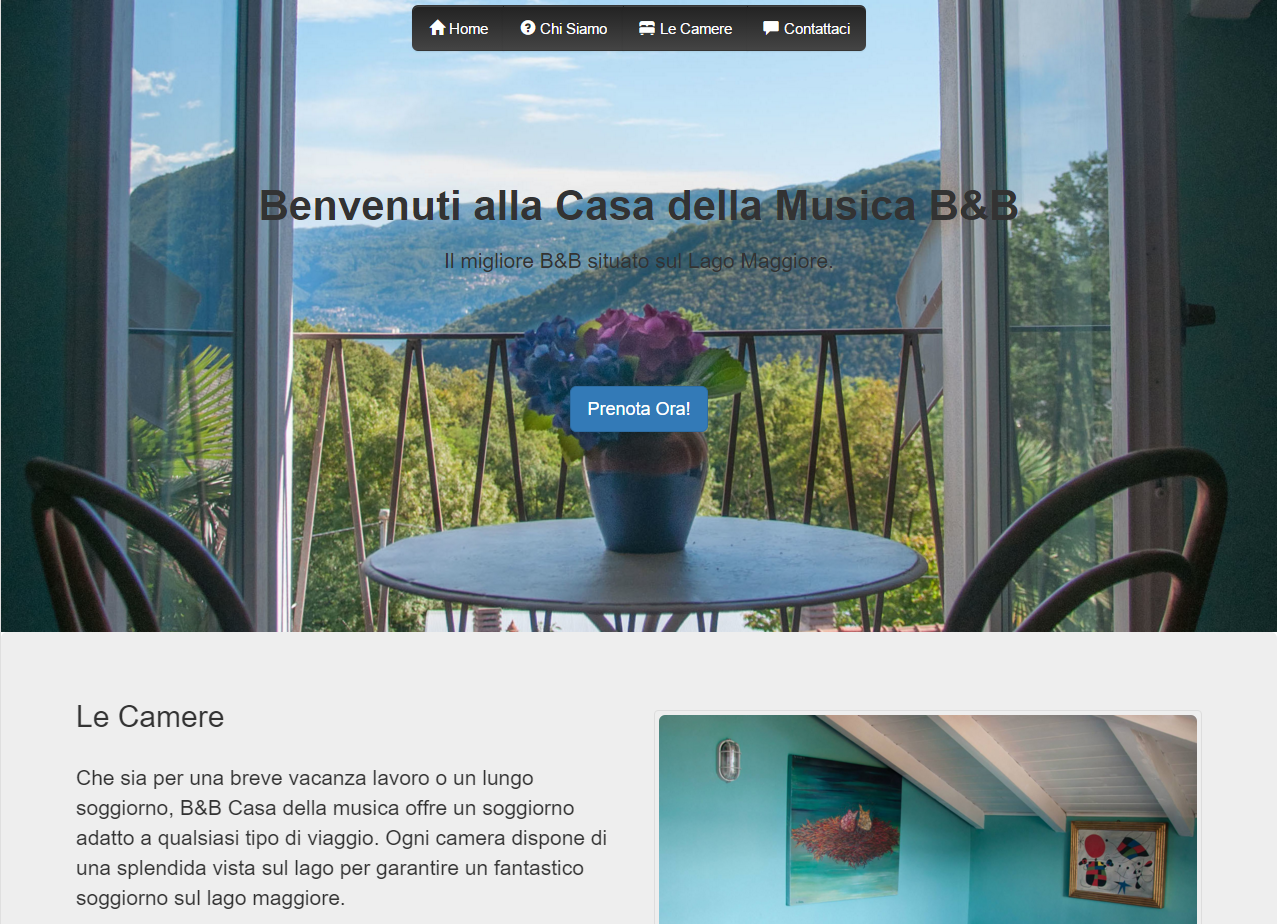 Home Chi Siamo Le Camere Contattaci
Benvenuti alla Casa della Musica B&B
Il migliore B&B situato sul Lago Maggiore.
Prenota Ora!
Le Camere
Che sia per una breve vacanza lavoro o un lungo
soggiorno, B&B Casa della musica offre un soggiorno
adatto a qualsiasi tipo di viaggio. Ogni camera dispone di
una splendida vista sul lago per garantire un fantastico
soggiorno sul lago maggiore.